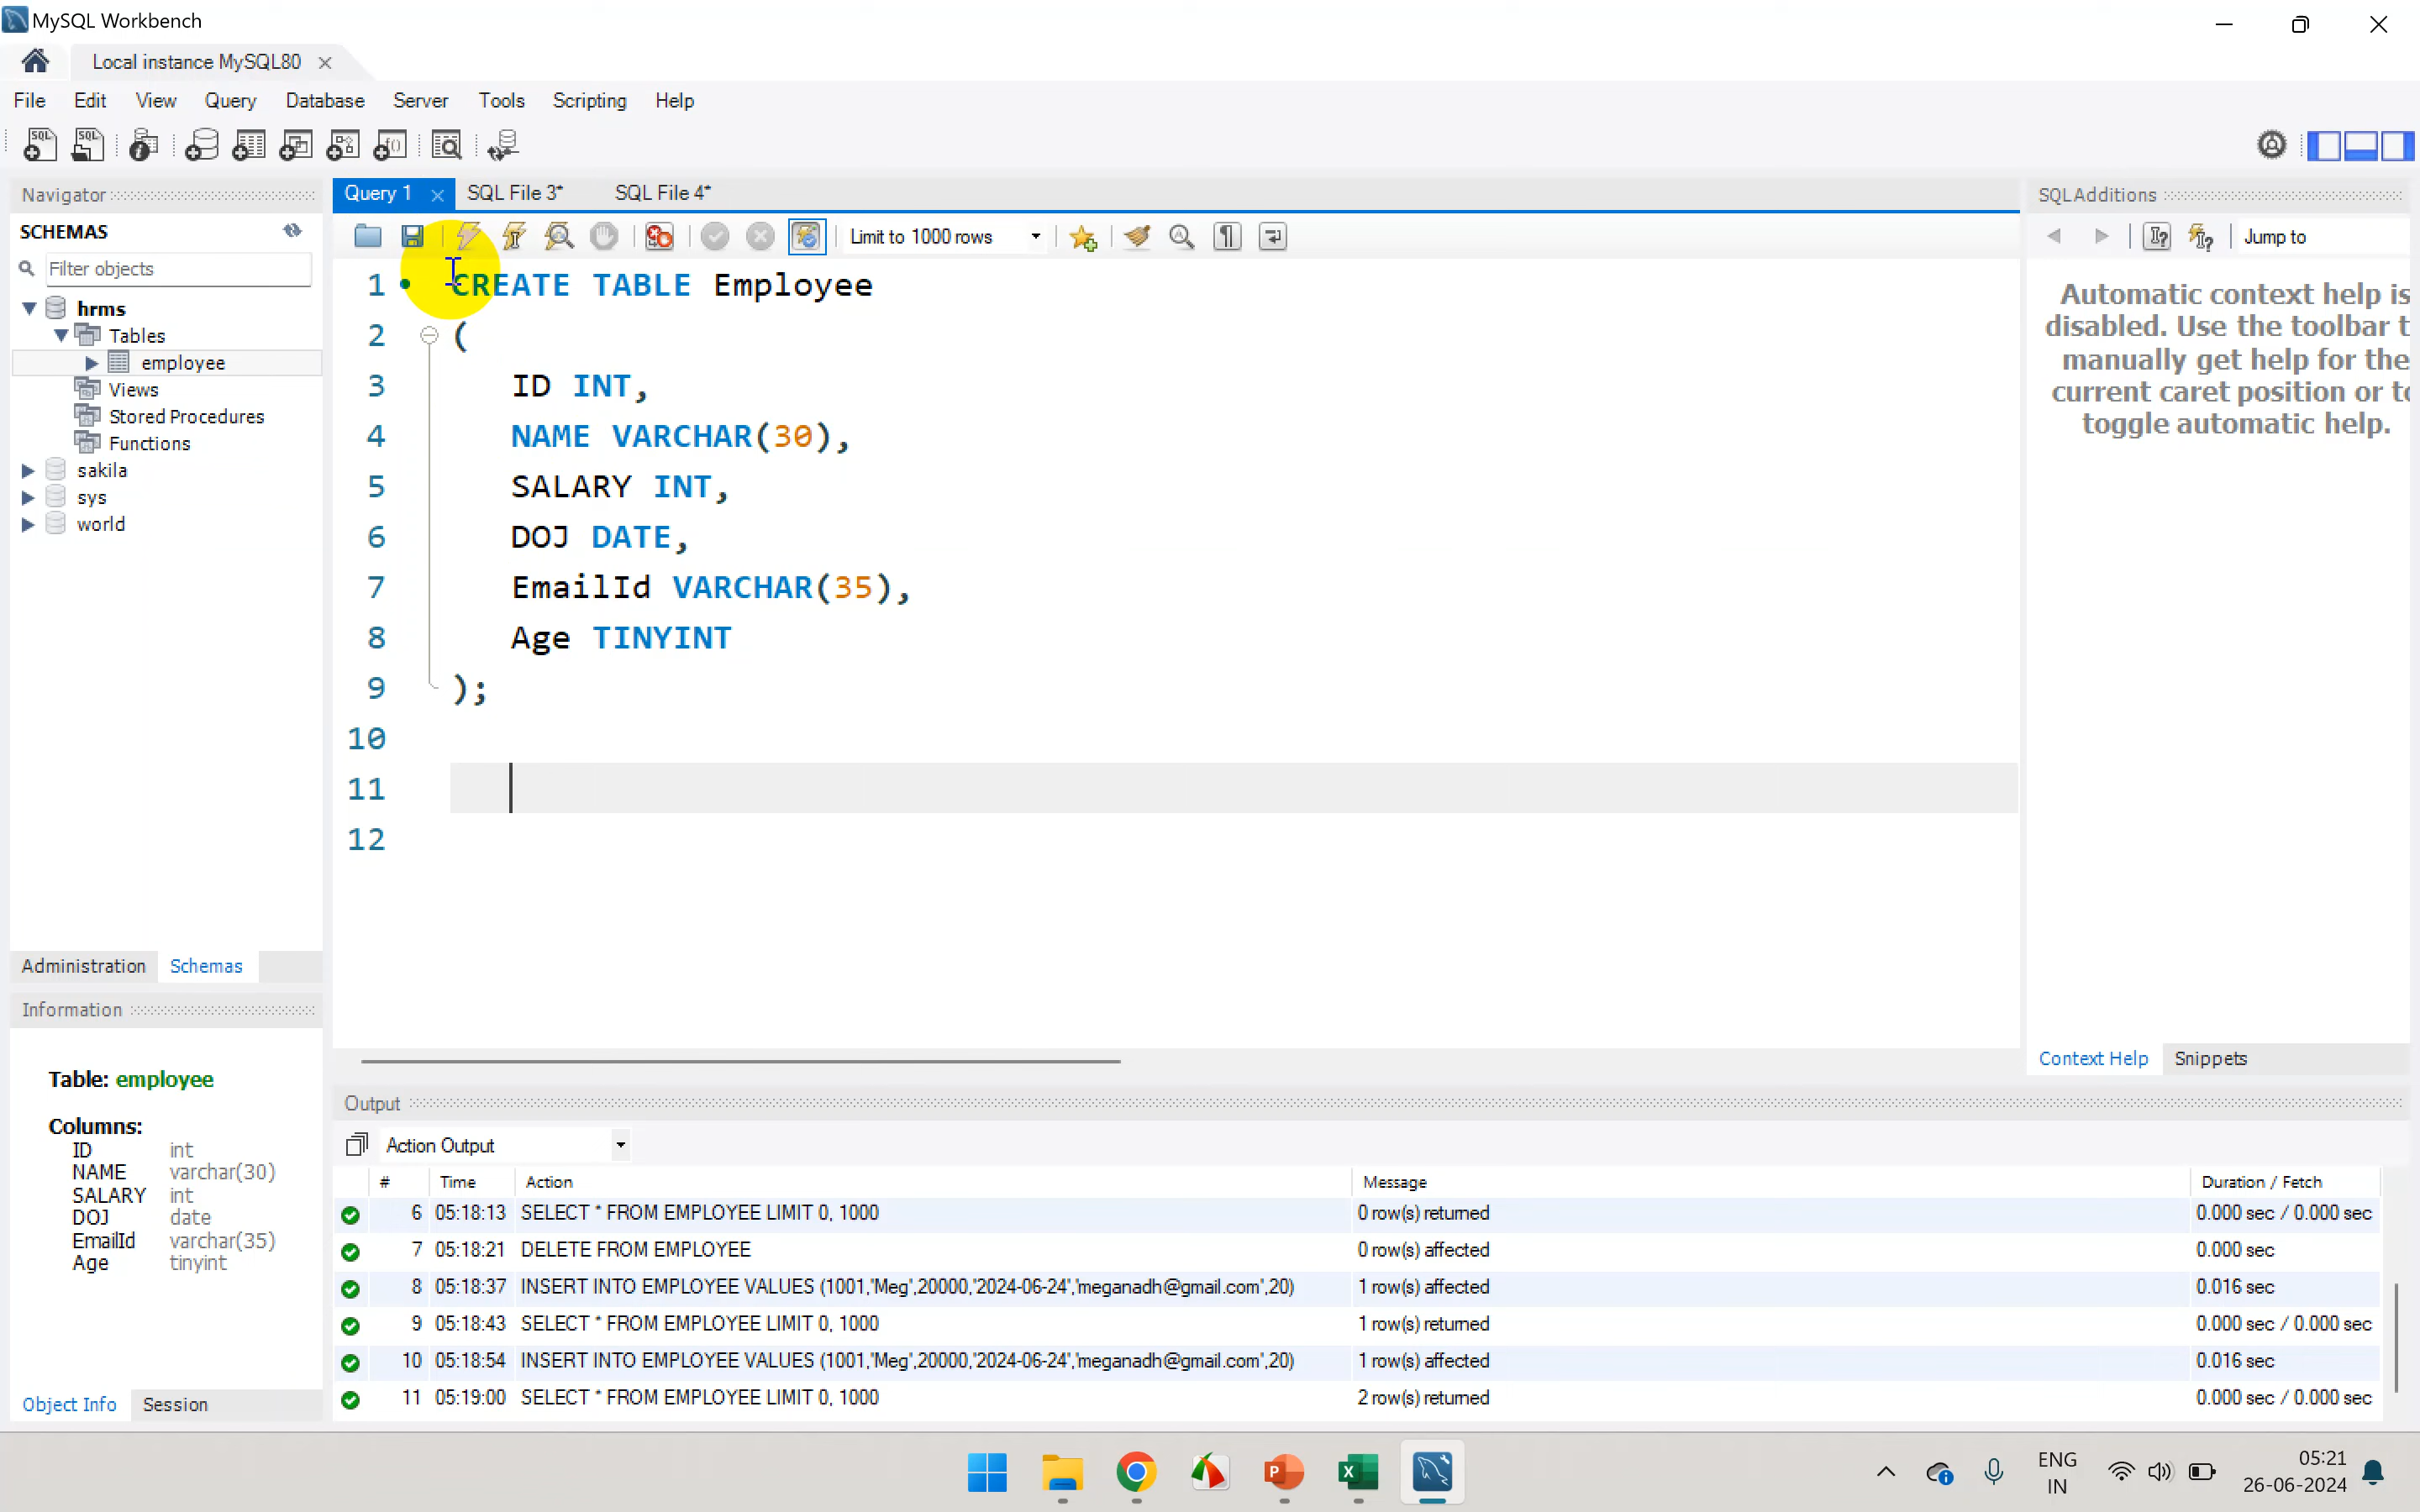 MySQL Workbench
Local instance MySQL80
File Edit View Query Database Server Tools Scripting Help
Navigator
SCHEMAS
Filter objects
hrms
Tables
employee
Views
Stored Procedures
Functions
sakila
sys
world
Administration Schemas
Information
Table: employee
Columns:
ID int
NAME varchar(30)
SALARY int
DOJ date
EmailId varchar(35)
Age tinyint
Object Info Session
Query 1 SQL File 3* SQL File 4*
Limit to 1000 rows
1 CREATE TABLE Employee
2 (
3 ID INT,
4 NAME VARCHAR(30),
5 SALARY INT,
6 DOJ DATE,
7 EmailId VARCHAR(35),
8 Age TINYINT
9 );
10
11
12
SQLAdditions
Jump to
Automatic context help is
disabled. Use the toolbar t
manually get help for the
current caret position or to
toggle automatic help.
Context Help Snippets
Output
Action Output
# Time Action Message Duration / Fetch
6 05:18:13 SELECT * FROM EMPLOYEE LIMIT 0, 1000 0 row(s) returned 0.000 sec / 0.000 sec
7 05:18:21 DELETE FROM EMPLOYEE 0 row(s) affected 0.000 sec
8 05:18:37 INSERT INTO EMPLOYEE VALUES (1001,'Meg',20000,'2024-06-24','meganadh@gmail.com',20) 1 row(s) affected 0.016 sec
9 05:18:43 SELECT * FROM EMPLOYEE LIMIT 0, 1000 1 row(s) returned 0.000 sec / 0.000 sec
10 05:18:54 INSERT INTO EMPLOYEE VALUES (1001,'Meg',20000,'2024-06-24','meganadh@gmail.com',20) 1 row(s) affected 0.016 sec
11 05:19:00 SELECT * FROM EMPLOYEE LIMIT 0, 1000 2 row(s) returned 0.000 sec / 0.000 sec
ENG
IN
05:21
26-06-2024